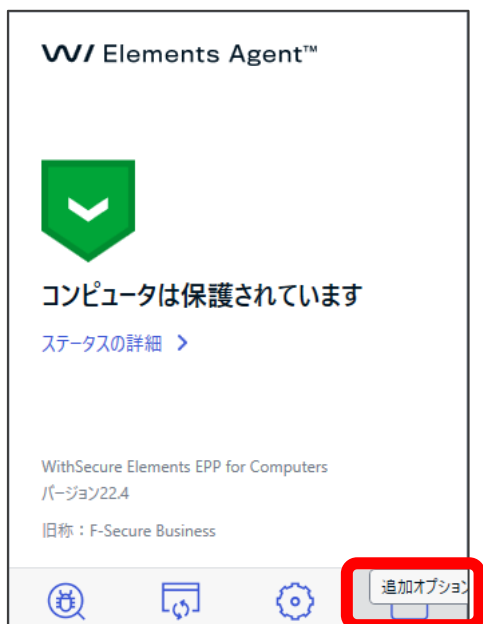 W/ Elements Agent™
コンピュータは保護されています
ステータスの詳細
WithSecure Elements EPP for Computers
バージョン22.4
旧称：F-Secure Business
追加オプション